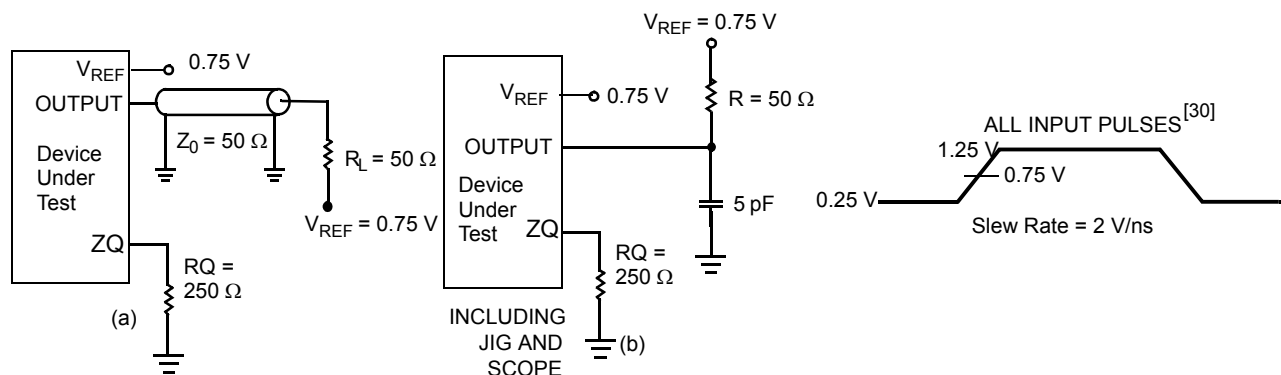 V_REF
0.75 V
OUTPUT
Z_0 = 50 Ω
Device
Under
Test
R_L = 50 Ω
V_REF = 0.75 V
ZQ
RQ =
250 Ω
(a)
V_REF = 0.75 V
R = 50 Ω
V_REF
0.75 V
OUTPUT
Device
Under
Test
5 pF
ZQ
RQ =
250 Ω
INCLUDING
JIG AND
SCOPE
(b)
ALL INPUT PULSES[30]
1.25 V
0.75 V
0.25 V
Slew Rate = 2 V/ns